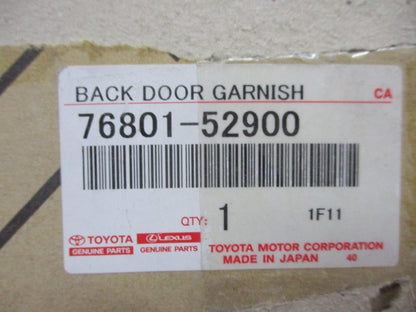 BACK DOOR GARNISH CA
76801-52900
QTY: 1 1F11
TOYOTA LEXUS TOYOTA MOTOR CORPORATION
GENUINE PARTS GENUINE PARTS MADE IN JAPAN 40